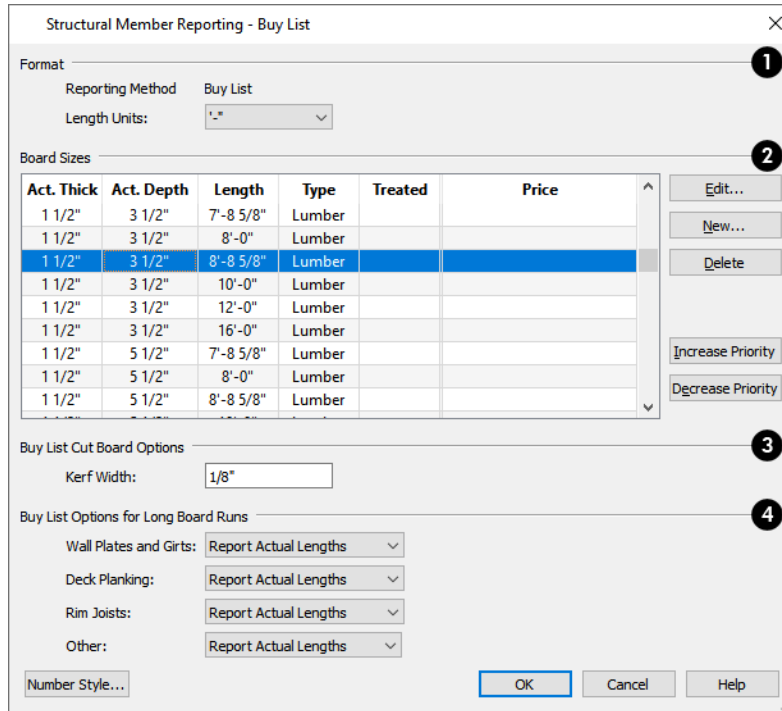 Structural Member Reporting - Buy List
Format 1
Reporting Method Buy List
Length Units: '-"
Board Sizes 2
Act. Thick Act. Depth Length Type Treated Price
1 1/2" 3 1/2" 7'-8 5/8" Lumber
1 1/2" 3 1/2" 8'-0" Lumber
1 1/2" 3 1/2" 8'-8 5/8" Lumber
1 1/2" 3 1/2" 10'-0" Lumber
1 1/2" 3 1/2" 12'-0" Lumber
1 1/2" 3 1/2" 16'-0" Lumber
1 1/2" 5 1/2" 7'-8 5/8" Lumber
1 1/2" 5 1/2" 8'-0" Lumber
1 1/2" 5 1/2" 8'-8 5/8" Lumber
Edit...
New...
Delete
Increase Priority
Decrease Priority
Buy List Cut Board Options 3
Kerf Width: 1/8"
Buy List Options for Long Board Runs 4
Wall Plates and Girts: Report Actual Lengths
Deck Planking: Report Actual Lengths
Rim Joists: Report Actual Lengths
Other: Report Actual Lengths
Number Style... OK Cancel Help